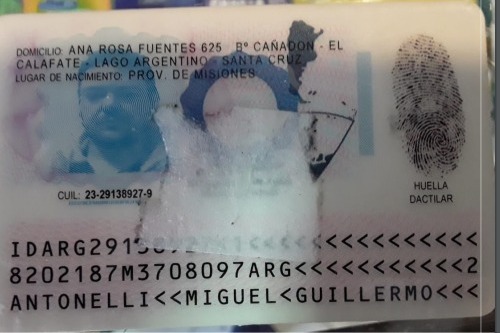 DOMICILIO: ANA ROSA FUENTES 625 Bº CAÑADON - EL
CALAFATE - LAGO ARGENTINO - SANTA CRUZ
LUGAR DE NACIMIENTO: PROV. DE MISIONES
CUIL: 23-29138927-9
HUELLA
DACTILAR
8202187M3708097ARG<<<<<<<<<<<2
ANTONELLI<<MIGUEL<GUILLERMO<<<